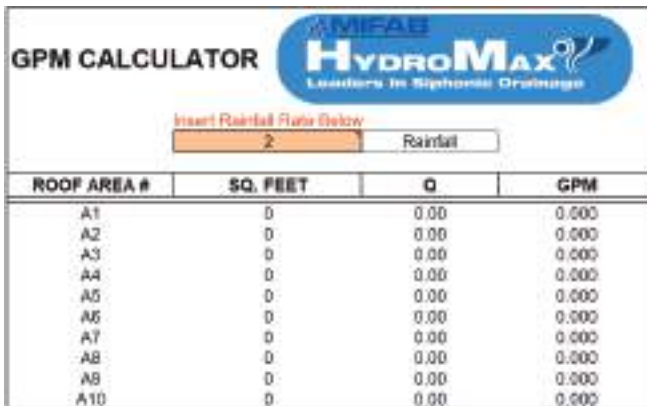 MIFAB
GPM CALCULATOR HYDROMAX
Leaders in Siphonic Drainage
Insert Rainfall Rate Below
2 Rainfall
ROOF AREA # SQ. FEET Q GPM
A1 0 0.00 0.000
A2 0 0.00 0.000
A3 0 0.00 0.000
A4 0 0.00 0.000
A5 0 0.00 0.000
A6 0 0.00 0.000
A7 0 0.00 0.000
A8 0 0.00 0.000
A9 0 0.00 0.000
A10 0 0.00 0.000